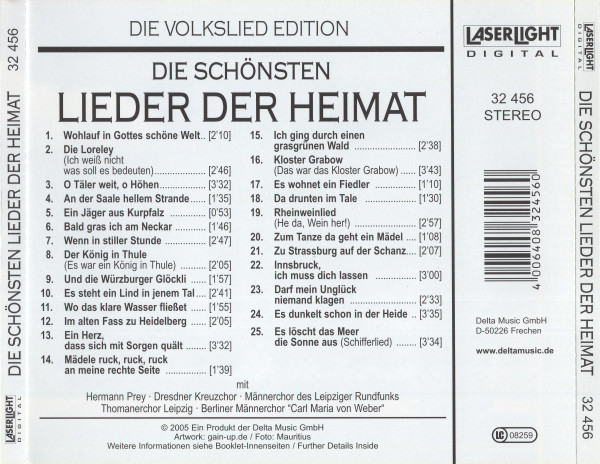 DIE VOLKSLIED EDITION
DIE SCHÖNSTEN
LIEDER DER HEIMAT
1. Wohlauf in Gottes schöne Welt.. [2'10]
2. Die Loreley
(Ich weiß nicht
was soll es bedeuten)................. [2'46]
3. O Täler weit, o Höhen................ [3'32]
4. An der Saale hellem Strande...... [1'35]
5. Ein Jäger aus Kurpfalz ............. [0'53]
6. Bald gras ich am Neckar .......... [1'46]
7. Wenn in stiller Stunde .............. [2'47]
8. Der König in Thule
(Es war ein König in Thule) ......... [2'05]
9. Und die Würzburger Glöckli ..... [1'57]
10. Es steht ein Lind in jenem Tal ...[2'41]
11. Wo das klare Wasser fließet ..... [1'55]
12. Im alten Fass zu Heidelberg ..... [2'05]
13. Ein Herz,
dass sich mit Sorgen quält ....... [3'32]
14. Mädele ruck, ruck, ruck
an meine rechte Seite ............... [1'39]
15. Ich ging durch einen
grasgrünen Wald ..................... [2'38]
16. Kloster Grabow
(Das war das Kloster Grabow) ..... [3'43]
17. Es wohnet ein Fiedler .............. [1'10]
18. Da drunten im Tale .............. [1'30]
19. Rheinweinlied
(He da, Wein her!) ..................... [2'57]
20. Zum Tanze da geht ein Mädel .... [1'08]
21. Zu Strassburg auf der Schanz.... [2'07]
22. Innsbruck,
ich muss dich lassen ................ [3'00]
23. Darf mein Unglück
niemand klagen ....................... [2'33]
24. Es dunkelt schon in der Heide .. [3'35]
25. Es löscht das Meer
die Sonne aus (Schifferlied) ........ [3'34]
mit
Hermann Prey · Dresdner Kreuzchor · Männerchor des Leipziger Rundfunks
Thomanerchor Leipzig · Berliner Männerchor "Carl Maria von Weber"
© 2005 Ein Produkt der Delta Music GmbH
Artwork: gain-up.de / Foto: Mauritius
Weitere Informationen siehe Booklet-Innenseiten / Further Details Inside
LASERLIGHT
DIGITAL
32 456
STEREO
4 006408 324560
Delta Music GmbH
D-50226 Frechen
www.deltamusic.de
LC 08259
LASERLIGHT
DIGITAL
DIE SCHÖNSTEN LIEDER DER HEIMAT
32 456
LASERLIGHT
DIGITAL
DIE SCHÖNSTEN LIEDER DER HEIMAT
32 456